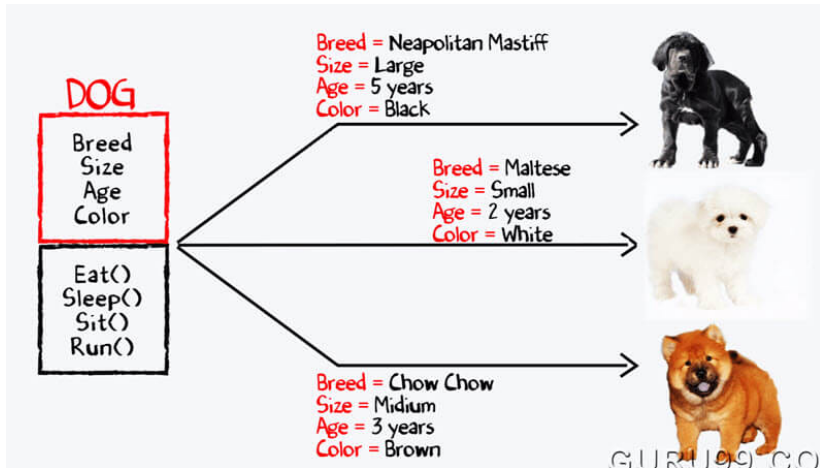 DOG
Breed
Size
Age
Color
Eat()
Sleep()
Sit()
Run()
Breed = Neapolitan Mastiff
Size = Large
Age = 5 years
Color = Black
Breed = Maltese
Size = Small
Age = 2 years
Color = White
Breed = Chow Chow
Size = Midium
Age = 3 years
Color = Brown
GURU99.CO